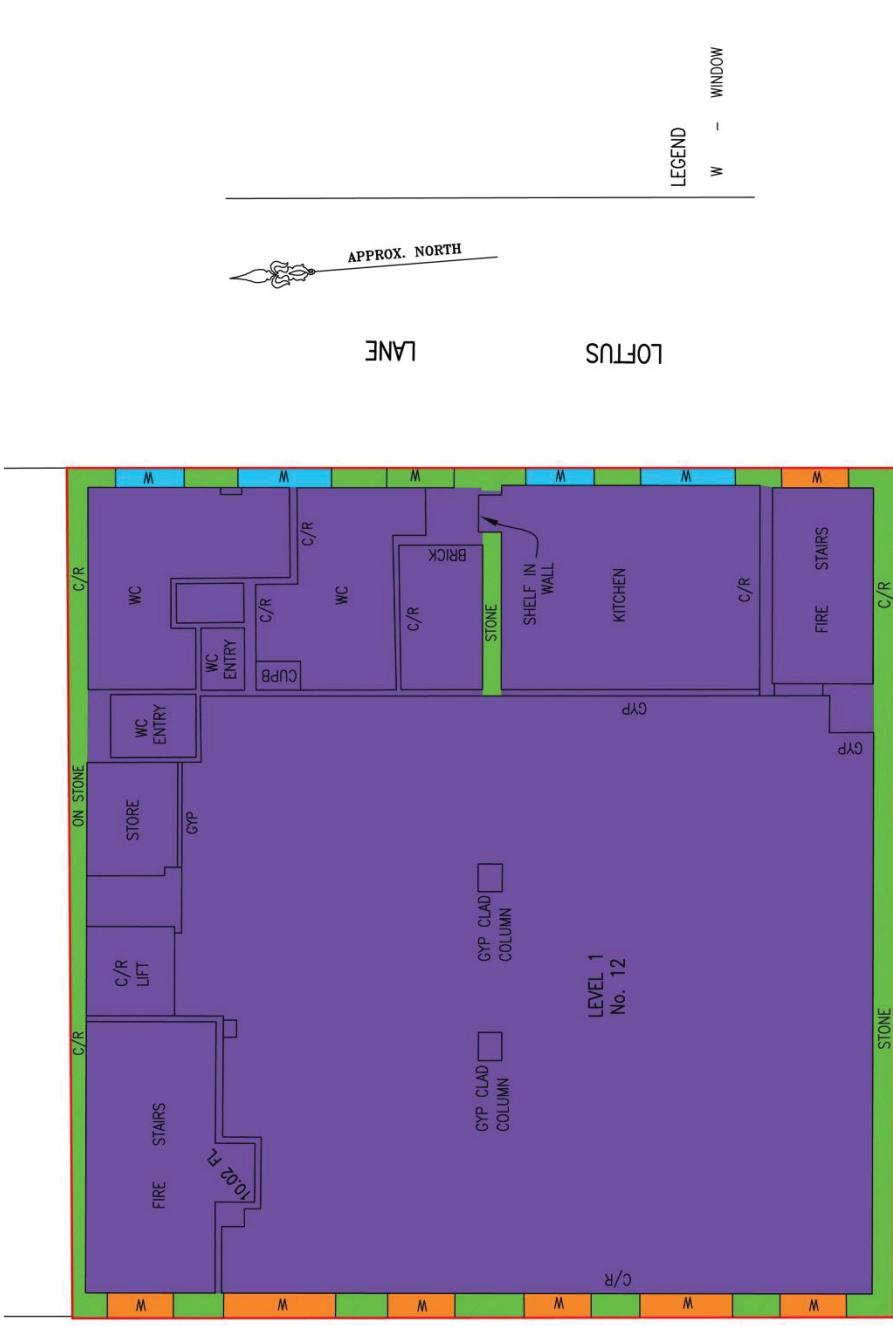 LEGEND
W - WINDOW
APPROX. NORTH
LOFTUS
LANE
W
W
W
W
W
W
C/R
WC
C/R
C/R
WC
WC
ENTRY
CUPB
C/R
BRICK
STONE
SHELF IN
WALL
KITCHEN
C/R
FIRE STAIRS
C/R
WC
ENTRY
ON STONE
STORE
GYP
GYP
GYP
C/R
LIFT
GYP CLAD
COLUMN
GYP CLAD
COLUMN
LEVEL 1
No. 12
C/R
FIRE STAIRS
10.02 FL
STONE
C/R
W
W
W
W
W
W